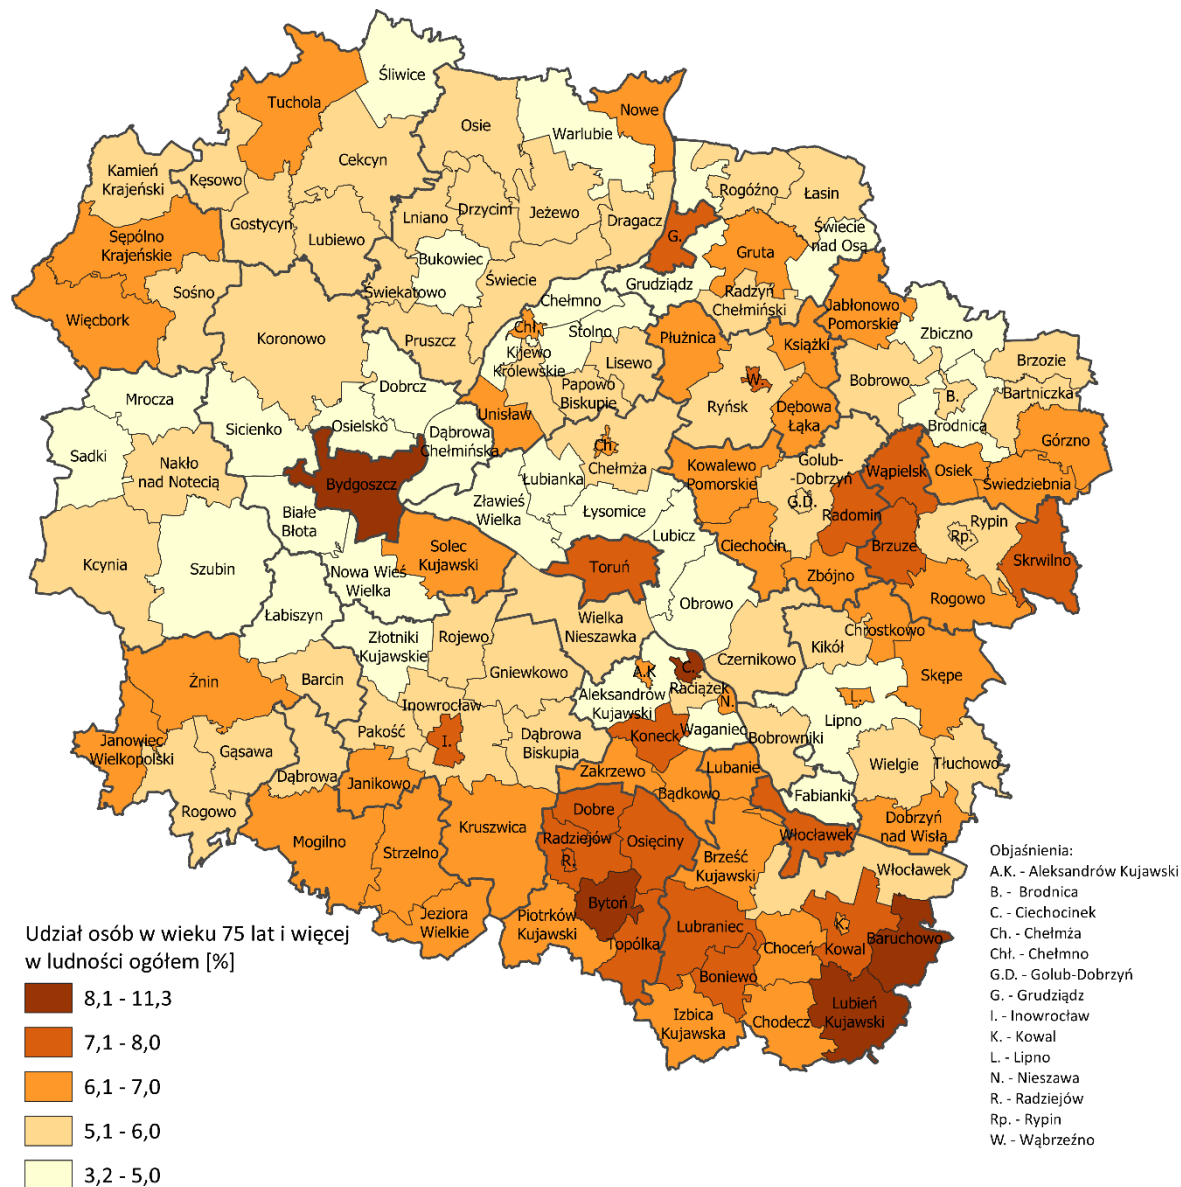 Śliwice
Tuchola
Nowe
Osie
Warlubie
Cekcyn
Kamień
Krajeński
Kęsowo
Rogóźno
Łasin
Gostycyn
Lniano
Drzycim
Jeżewo
Dragacz
Sępólno
Krajeńskie
Lubiewo
G.
Gruta
Świecie
nad Osą
Bukowiec
Świecie
Grudziądz
Radzyń
Chełmiński
Sośno
Świekatowo
Chełmno
Jabłonowo
Pomorskie
Więcbork
Koronowo
Pruszcz
Chł.
Stolno
Płużnica
Książki
Zbiczno
Kijewo
Królewskie
Lisewo
Brzozie
Mrocza
Dobrcz
Papowo
Biskupie
W.
Bobrowo
Bartniczka
B.
Sicienko
Osielsko
Unisław
Ryńsk
Dębowa
Łąka
Brodnica
Dąbrowa
Chełmińska
Ch.
Górzno
Sadki
Nakło
nad Notecią
Chełmża
Golub-
-Dobrzyń
Kowalewo
Pomorskie
Wąpielsk
Osiek
Świedziebnia
Bydgoszcz
Łubianka
G.D.
Zławieś
Wielka
Łysomice
Białe
Błota
Radomin
Rypin
Lubicz
Rp.
Solec
Kujawski
Ciechocin
Brzuze
Kcynia
Szubin
Toruń
Skrwilno
Nowa Wieś
Wielka
Zbójno
Rogowo
Łabiszyn
Obrowo
Wielka
Nieszawka
Złotniki
Kujawskie
Rojewo
Chrostkowo
Kikół
Gniewkowo
A.K
C.
Czernikowo
Skępe
Żnin
Barcin
Raciążek
Aleksandrów
Kujawski
N.
L.
Inowrocław
Lipno
Pakość
Waganiec
Janowiec
Wielkopolski
Gąsawa
I.
Dąbrowa
Biskupia
Koneck
Bobrowniki
Wielgie
Tłuchowo
Dąbrowa
Janikowo
Zakrzewo
Lubanie
Bądkowo
Fabianki
Rogowo
Dobre
Dobrzyń
nad Wisłą
Mogilno
Kruszwica
Radziejów
Osięciny
Włocławek
Strzelno
R.
Brześć
Kujawski
Włocławek
Bytoń
Jeziora
Wielkie
Piotrków
Kujawski
Lubraniec
K.
Topólka
Choceń
Kowal
Baruchowo
Boniewo
Izbica
Kujawska
Chodecz
Lubień
Kujawski
Udział osób w wieku 75 lat i więcej
w ludności ogółem [%]
8,1 - 11,3
7,1 - 8,0
6,1 - 7,0
5,1 - 6,0
3,2 - 5,0
Objaśnienia:
A.K. - Aleksandrów Kujawski
B. - Brodnica
C. - Ciechocinek
Ch. - Chełmża
Chł. - Chełmno
G.D. - Golub-Dobrzyń
G. - Grudziądz
I. - Inowrocław
K. - Kowal
L. - Lipno
N. - Nieszawa
R. - Radziejów
Rp. - Rypin
W. - Wąbrzeźno